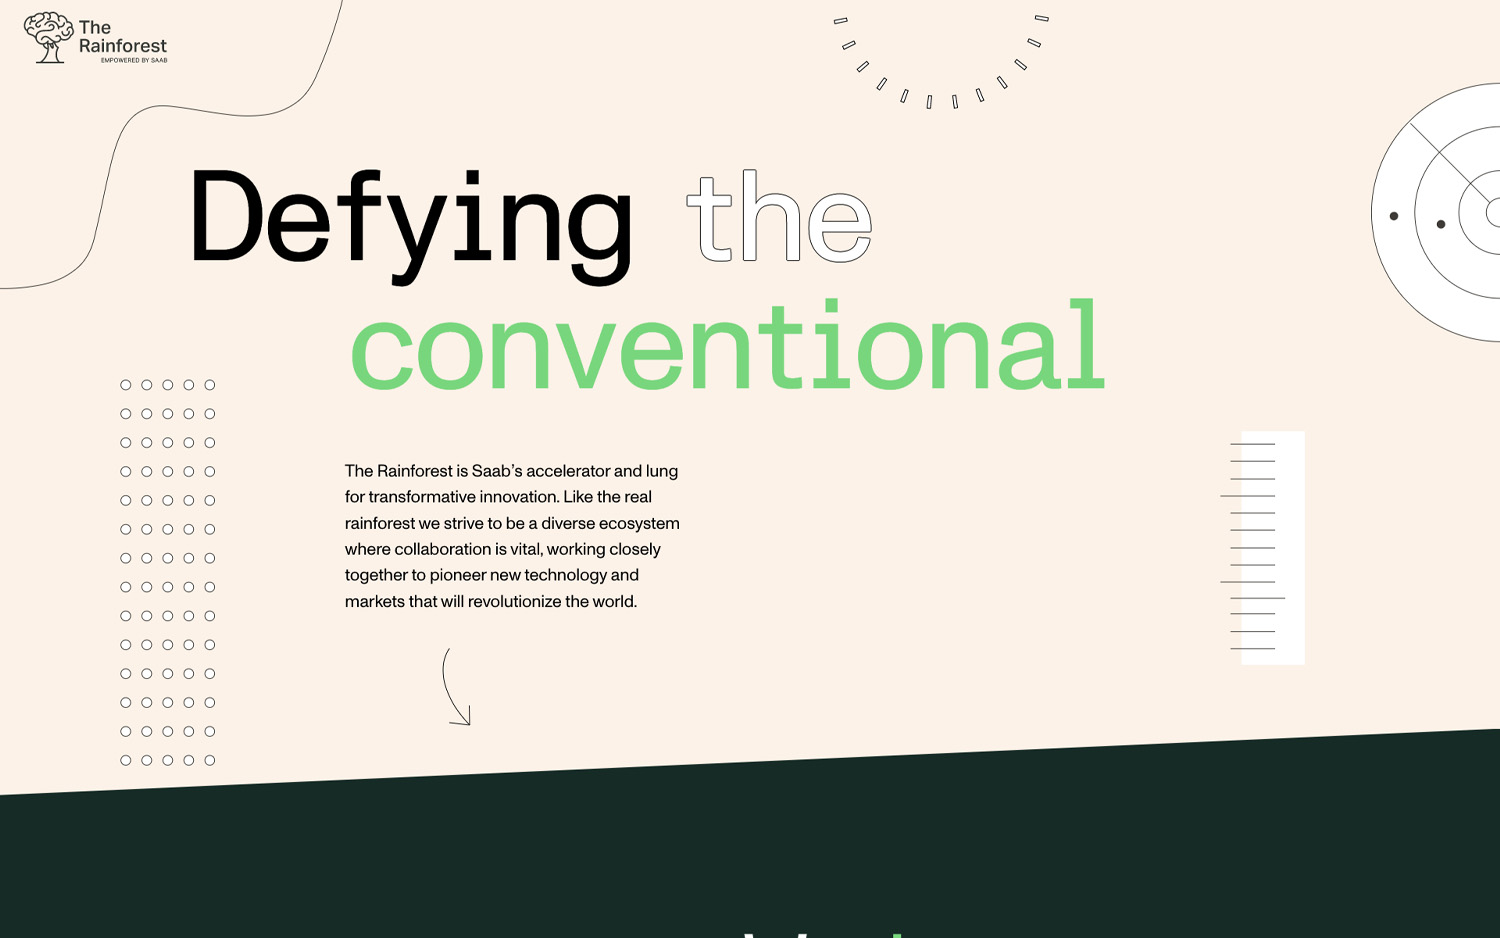 The
Rainforest
EMPOWERED BY SAAB
Defying the
conventional
The Rainforest is Saab’s accelerator and lung
for transformative innovation. Like the real
rainforest we strive to be a diverse ecosystem
where collaboration is vital, working closely
together to pioneer new technology and
markets that will revolutionize the world.